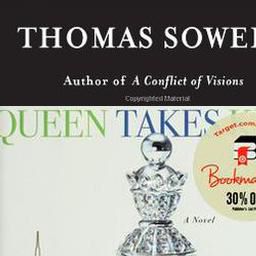 THOMAS SOWE
Author of A Conflict of Visions
Copyrighted Material
QUEEN TAKES
Target.com
Bookma
30% O
A Novel